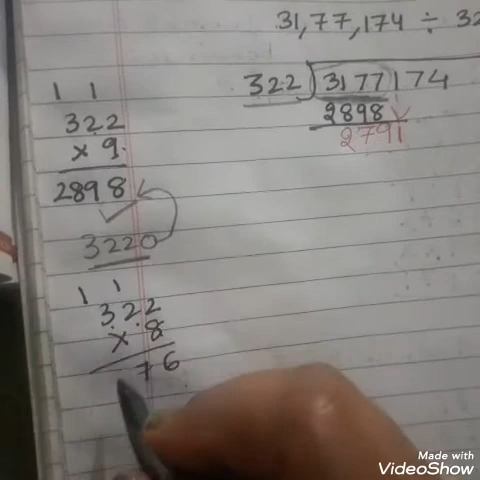 31,77,174 ÷ 32
322 ) 3177174
2898
2791
1 1
322
x 9
2898
3220
1 1
322
x 8
76
Made with
VideoShow